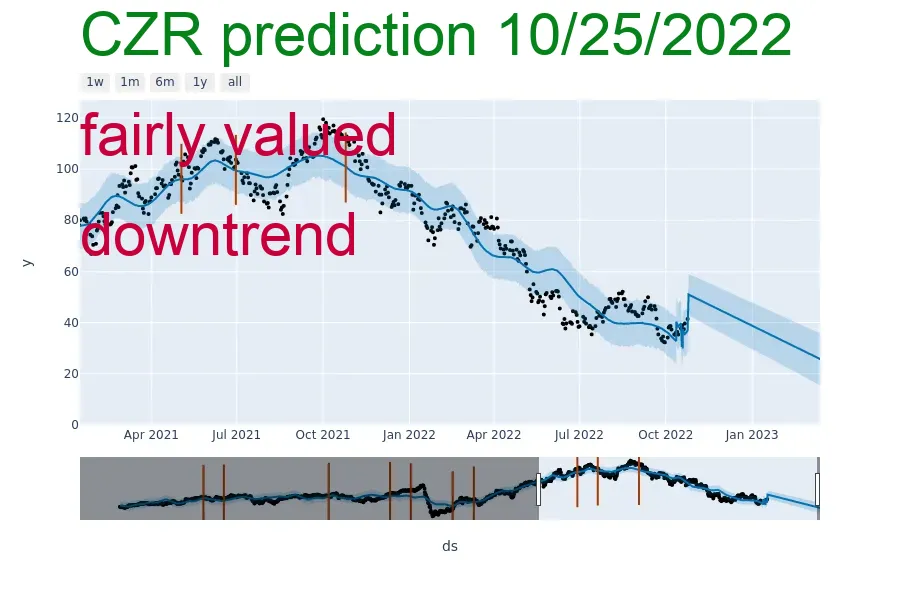 CZR prediction 10/25/2022
1w 1m 6m 1y all
fairly valued
downtrend
120
100
80
60
40
20
0
y
Apr 2021 Jul 2021 Oct 2021 Jan 2022 Apr 2022 Jul 2022 Oct 2022 Jan 2023
ds